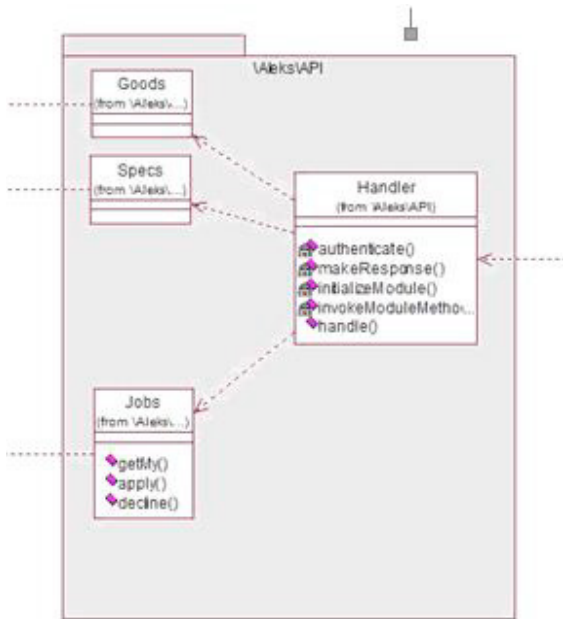 \Aleks\API
Goods
(from \Aleks\...)
Specs
(from \Aleks\...)
Handler
(from \Aleks\API)
authenticate()
makeResponse()
initializeModule()
invokeModuleMetho...
handle()
Jobs
(from \Aleks\...)
getMy()
apply()
decline()